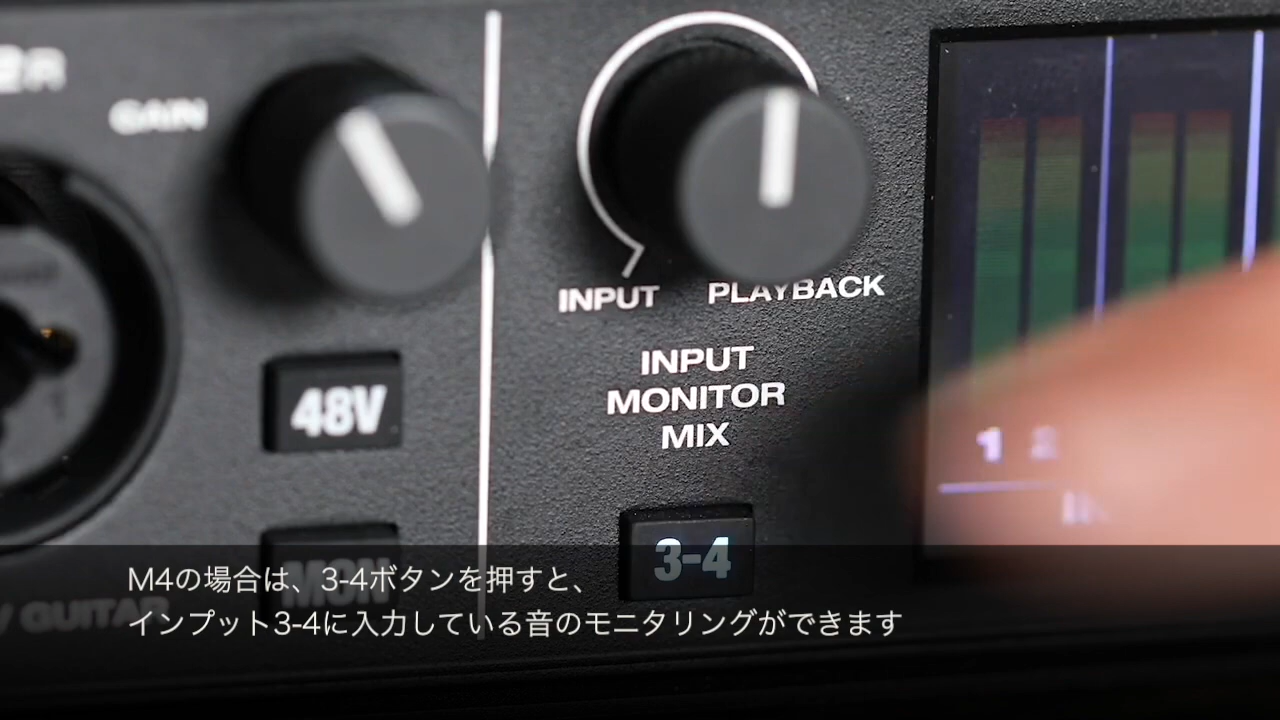 GAIN
INPUT PLAYBACK
INPUT
MONITOR
MIX
48V
3-4
MON
GUITAR
1 2
M4の場合は、3-4ボタンを押すと、
インプット3-4に入力している音のモニタリングができます